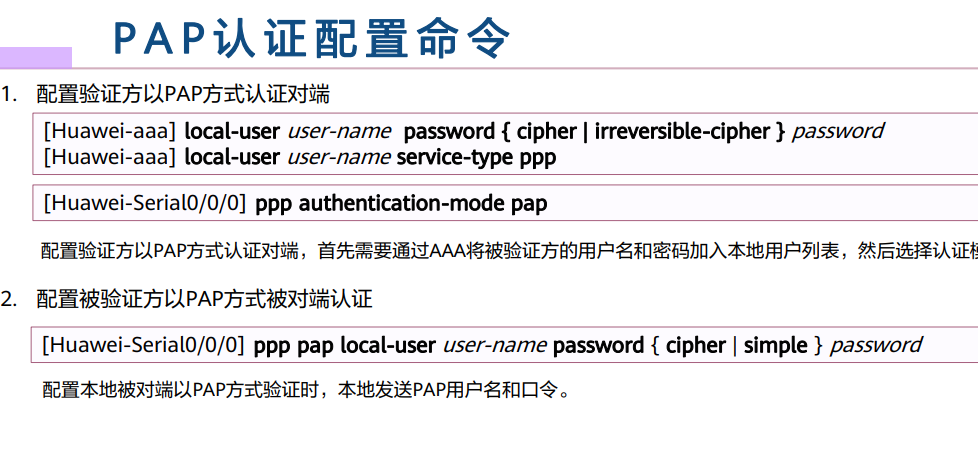 PAP认证配置命令
1. 配置验证方以PAP方式认证对端
[Huawei-aaa] local-user user-name password { cipher | irreversible-cipher } password
[Huawei-aaa] local-user user-name service-type ppp
[Huawei-Serial0/0/0] ppp authentication-mode pap
配置验证方以PAP方式认证对端，首先需要通过AAA将被验证方的用户名和密码加入本地用户列表，然后选择认证
2. 配置被验证方以PAP方式被对端认证
[Huawei-Serial0/0/0] ppp pap local-user user-name password { cipher | simple } password
配置本地被对端以PAP方式验证时，本地发送PAP用户名和口令。